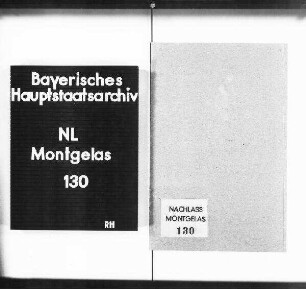 Bayerisches
Hauptstaatsarchiv
NL
Montgelas
130
RH
NACHLASS
MONTGELAS
130